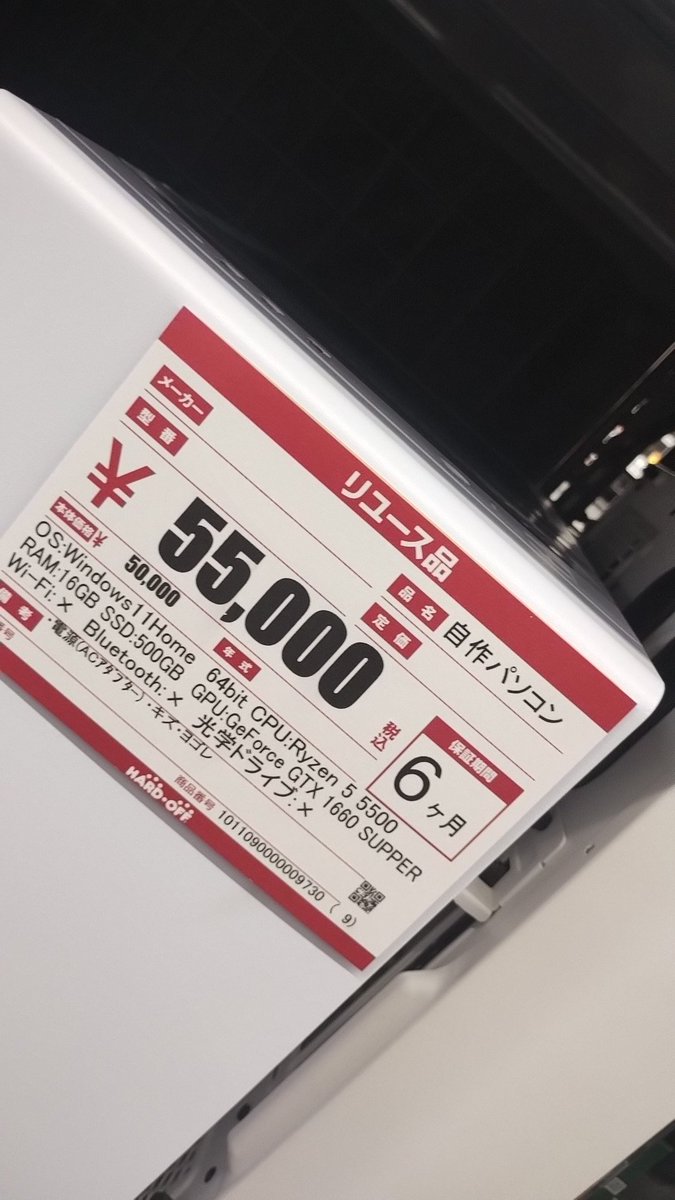 リユース品
メーカー
品名 自作パソコン
型番
定価
¥55,000 税込
本体価格 ¥50,000
年式
保証期間
6ヶ月
OS:Windows11Home 64bit CPU:Ryzen 5 5500
RAM:16GB SSD:500GB GPU:GeForce GTX 1660 SUPPER
Wi-Fi:× Bluetooth:× 光学ドライブ:×
備考 ・電源(ACアダプター)・キズ・ヨゴレ
番号
HARD・OFF 商品番号 1011090000009730 ( 9)